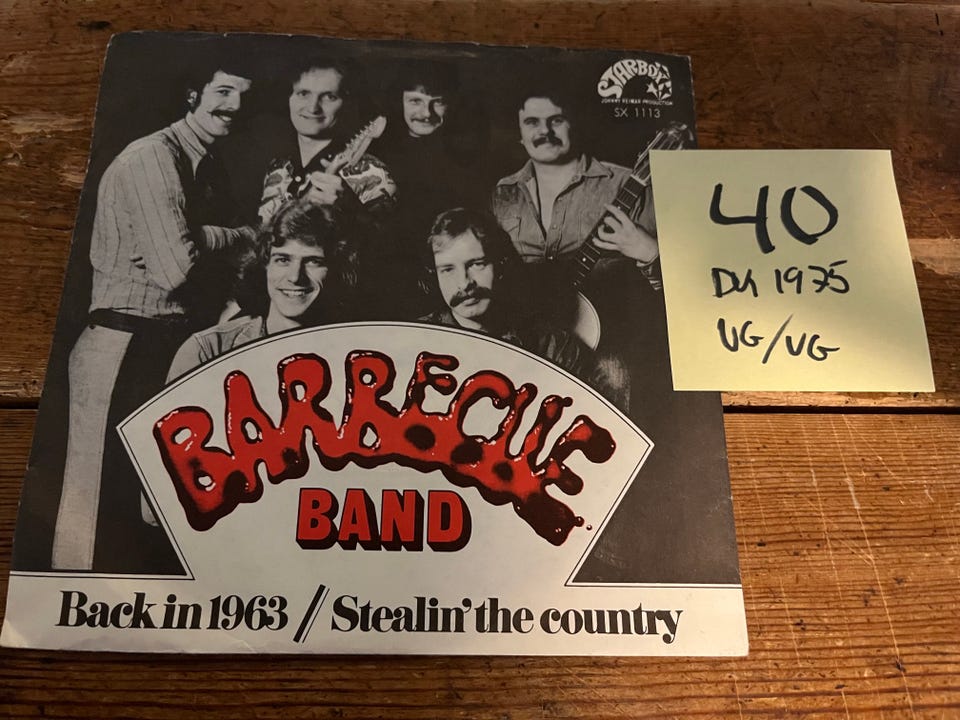 STARBOX
JOHNNY REIMAR PRODUCTION
SX 1113
40
DK 1975
VG/VG
BARBECUE
BAND
Back in 1963 // Stealin' the country